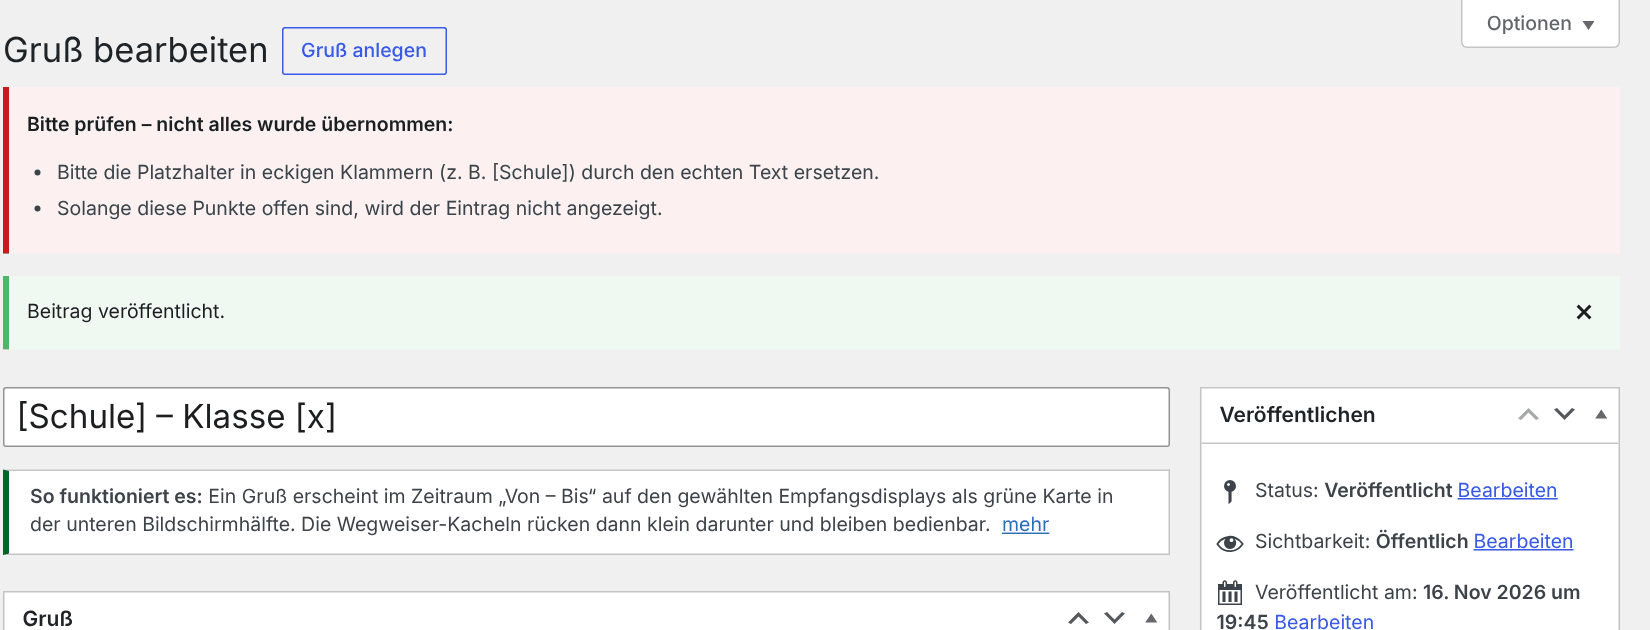 Optionen
Gruß bearbeiten
Gruß anlegen
Bitte prüfen – nicht alles wurde übernommen:
Bitte die Platzhalter in eckigen Klammern (z. B. [Schule]) durch den echten Text ersetzen.
Solange diese Punkte offen sind, wird der Eintrag nicht angezeigt.
Beitrag veröffentlicht.
[Schule] – Klasse [x]
So funktioniert es: Ein Gruß erscheint im Zeitraum „Von – Bis“ auf den gewählten Empfangsdisplays als grüne Karte in
der unteren Bildschirmhälfte. Die Wegweiser-Kacheln rücken dann klein darunter und bleiben bedienbar. mehr
Gruß
Veröffentlichen
Status: Veröffentlicht Bearbeiten
Sichtbarkeit: Öffentlich Bearbeiten
Veröffentlicht am: 16. Nov 2026 um
19:45 Bearbeiten